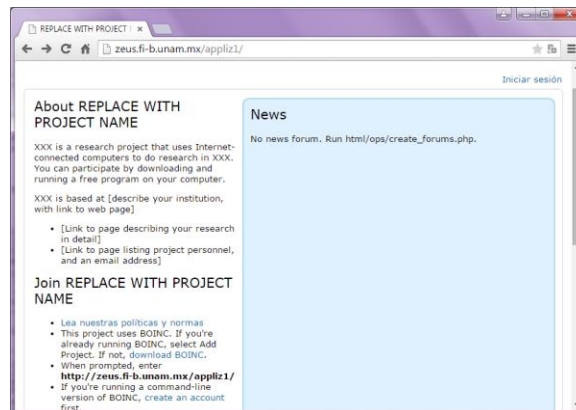 REPLACE WITH PROJECT
zeus.fi-b.unam.mx/appliz1/
Iniciar sesión
About REPLACE WITH
PROJECT NAME
XXX is a research project that uses Internet-
connected computers to do research in XXX.
You can participate by downloading and
running a free program on your computer.
XXX is based at [describe your institution,
with link to web page]
[Link to page describing your research
in detail]
[Link to page listing project personnel,
and an email address]
Join REPLACE WITH PROJECT
NAME
Lea nuestras políticas y normas
This project uses BOINC. If you're
already running BOINC, select Add
Project. If not, download BOINC.
When prompted, enter
http://zeus.fi-b.unam.mx/appliz1/
If you're running a command-line
version of BOINC, create an account
first.
News
No news forum. Run html/ops/create_forums.php.